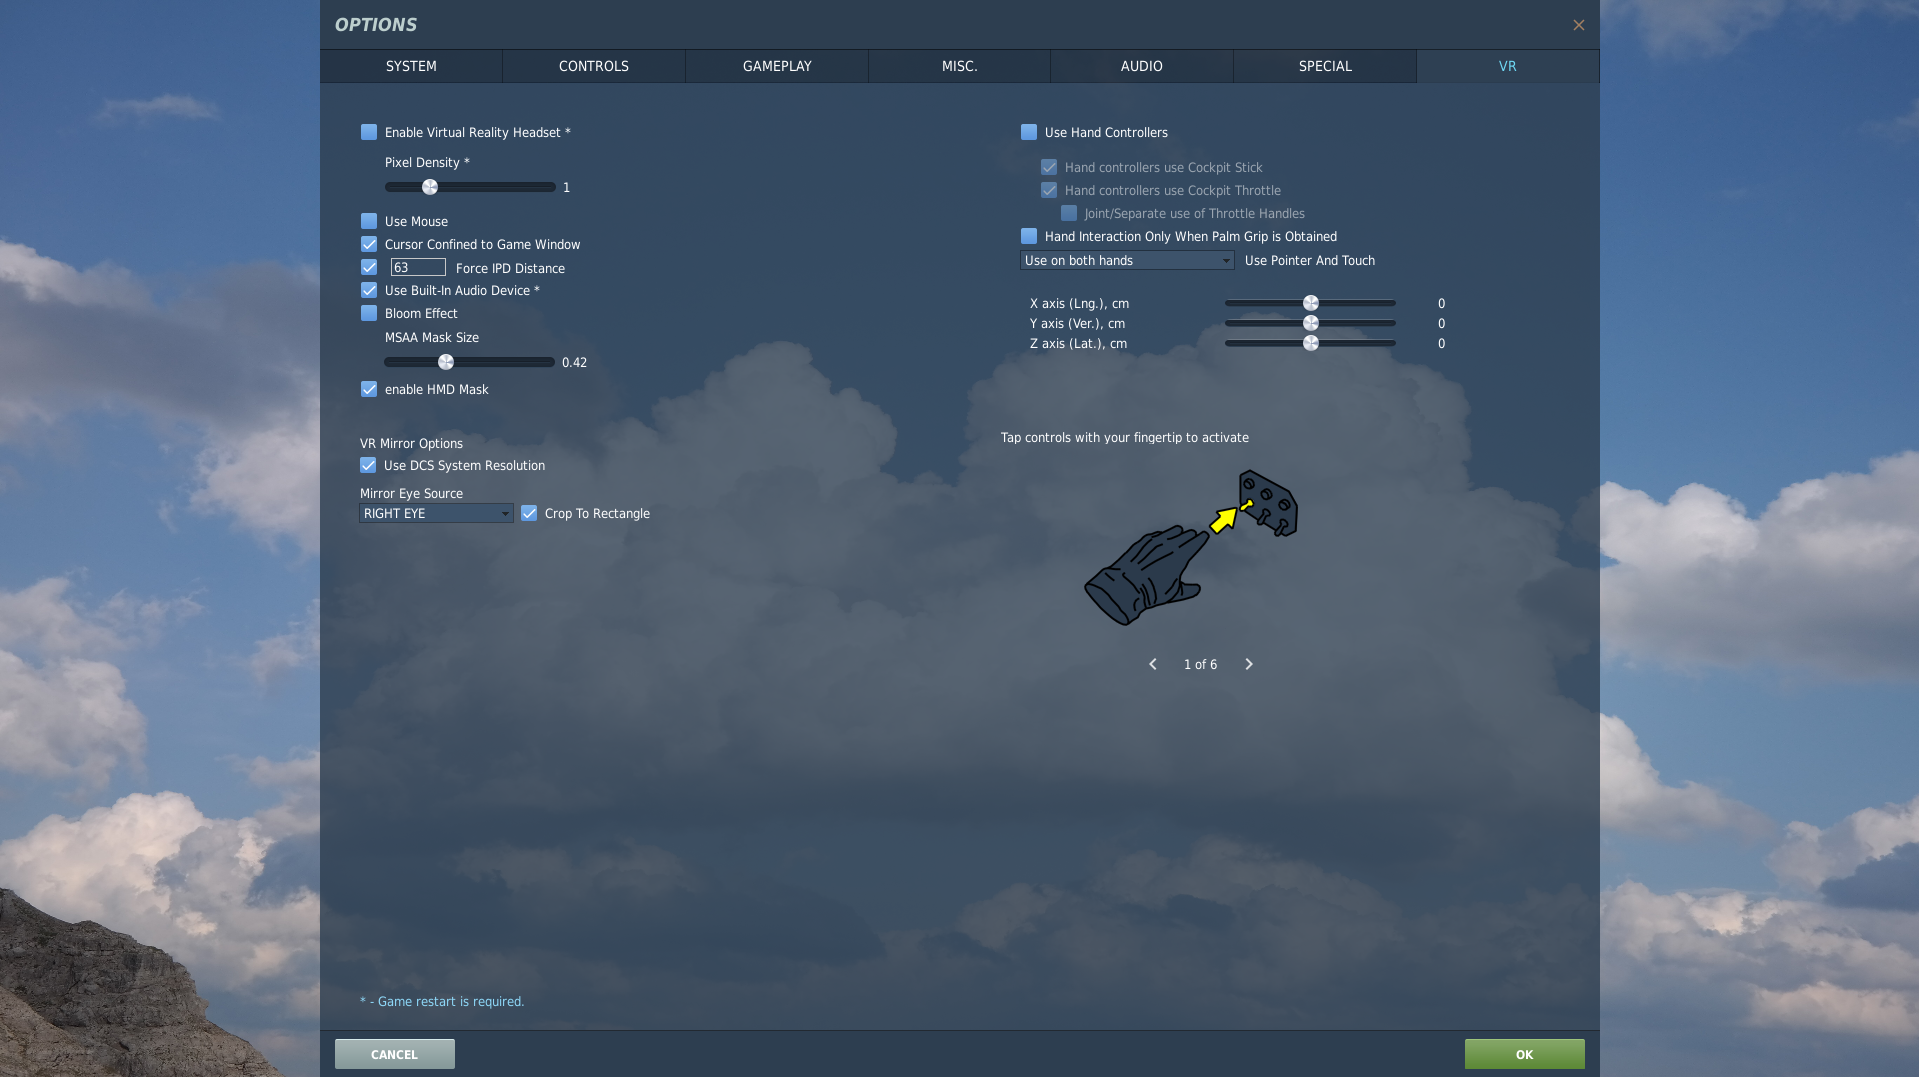 OPTIONS
SYSTEM CONTROLS GAMEPLAY MISC. AUDIO SPECIAL VR
Enable Virtual Reality Headset *
Pixel Density *
1
Use Mouse
Cursor Confined to Game Window
63 Force IPD Distance
Use Built-In Audio Device *
Bloom Effect
MSAA Mask Size
0.42
enable HMD Mask
VR Mirror Options
Use DCS System Resolution
Mirror Eye Source
RIGHT EYE Crop To Rectangle
Use Hand Controllers
Hand controllers use Cockpit Stick
Hand controllers use Cockpit Throttle
Joint/Separate use of Throttle Handles
Hand Interaction Only When Palm Grip is Obtained
Use on both hands Use Pointer And Touch
X axis (Lng.), cm 0
Y axis (Ver.), cm 0
Z axis (Lat.), cm 0
Tap controls with your fingertip to activate
1 of 6
* - Game restart is required.
CANCEL OK